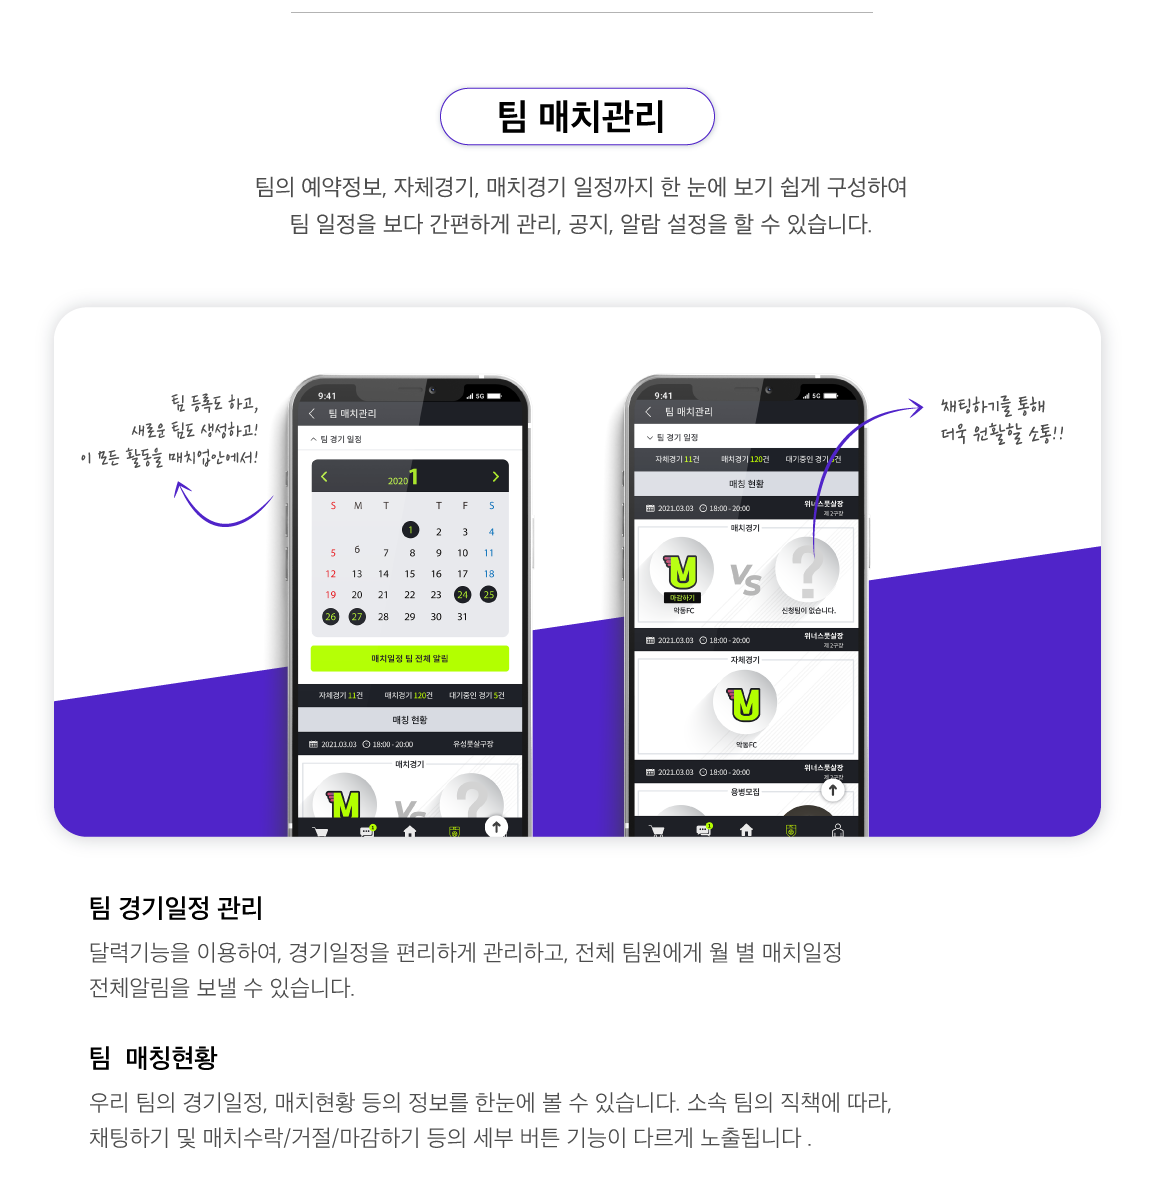 팀 매치관리
팀의 예약정보, 자체경기, 매치경기 일정까지 한 눈에 보기 쉽게 구성하여
팀 일정을 보다 간편하게 관리, 공지, 알람 설정을 할 수 있습니다.
팀 등록도 하고,
새로운 팀도 생성하고!
이 모든 활동을 매치업안에서!
9:41
5G
팀 매치관리
팀 경기 일정
2020 1
S M T T F S
1 2 3 4
5 6 7 8 9 10 11
12 13 14 15 16 17 18
19 20 21 22 23 24 25
26 27 28 29 30 31
매치일정 팀 전체 알림
자체경기 11건 매치경기 120건 대기중인 경기 5건
매칭 현황
2021.03.03 18:00 - 20:00 유성풋살구장
매치경기
VS ?
1
9:41
5G
팀 매치관리
팀 경기 일정
자체경기 11건 매치경기 120건 대기중인 경기 5건
매칭 현황
2021.03.03 18:00 - 20:00 위너스풋살장
제2구장
매치경기
VS ?
마감하기
악동FC 신청팀이 없습니다.
2021.03.03 18:00 - 20:00 위너스풋살장
제2구장
자체경기
악동FC
2021.03.03 18:00 - 20:00 위너스풋살장
제2구장
용병모집
1
채팅하기를 통해
더욱 원활할 소통!!
팀 경기일정 관리
달력기능을 이용하여, 경기일정을 편리하게 관리하고, 전체 팀원에게 월 별 매치일정
전체알림을 보낼 수 있습니다.
팀 매칭현황
우리 팀의 경기일정, 매치현황 등의 정보를 한눈에 볼 수 있습니다. 소속 팀의 직책에 따라,
채팅하기 및 매치수락/거절/마감하기 등의 세부 버튼 기능이 다르게 노출됩니다 .